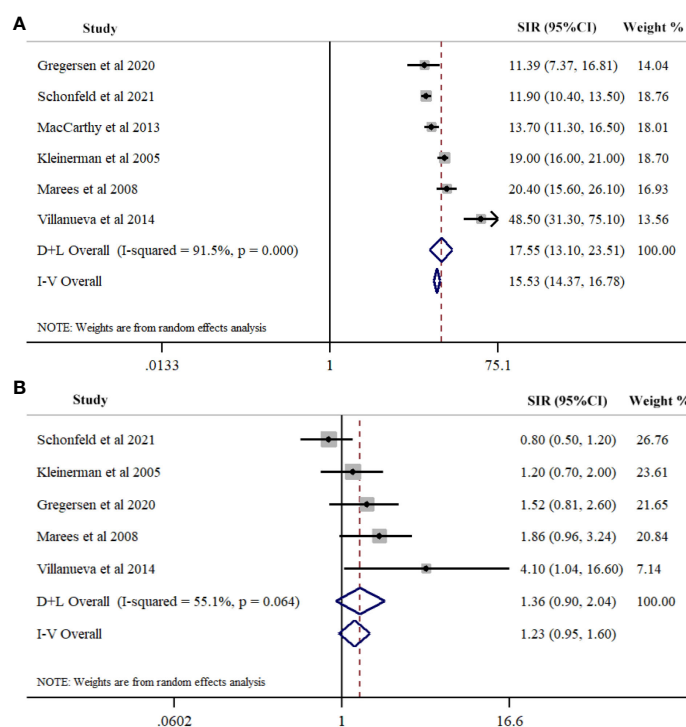 A
Study SIR (95%CI) Weight %
Gregersen et al 2020 11.39 (7.37, 16.81) 14.04
Schonfeld et al 2021 11.90 (10.40, 13.50) 18.76
MacCarthy et al 2013 13.70 (11.30, 16.50) 18.01
Kleinerman et al 2005 19.00 (16.00, 21.00) 18.70
Marees et al 2008 20.40 (15.60, 26.10) 16.93
Villanueva et al 2014 48.50 (31.30, 75.10) 13.56
D+L Overall (I-squared = 91.5%, p = 0.000) 17.55 (13.10, 23.51) 100.00
I-V Overall 15.53 (14.37, 16.78)
NOTE: Weights are from random effects analysis
.0133 1 75.1
B
Study SIR (95%CI) Weight %
Schonfeld et al 2021 0.80 (0.50, 1.20) 26.76
Kleinerman et al 2005 1.20 (0.70, 2.00) 23.61
Gregersen et al 2020 1.52 (0.81, 2.60) 21.65
Marees et al 2008 1.86 (0.96, 3.24) 20.84
Villanueva et al 2014 4.10 (1.04, 16.60) 7.14
D+L Overall (I-squared = 55.1%, p = 0.064) 1.36 (0.90, 2.04) 100.00
I-V Overall 1.23 (0.95, 1.60)
NOTE: Weights are from random effects analysis
.0602 1 16.6